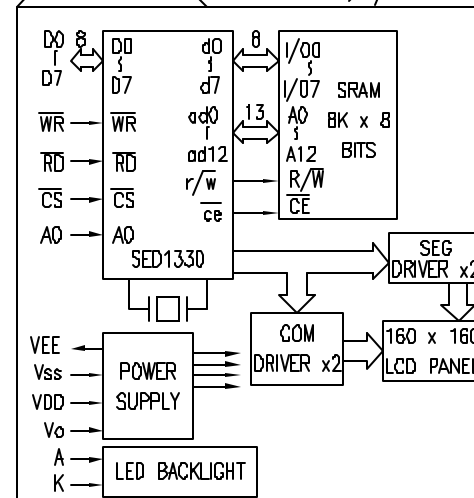 D0 8 D0 d0 8 I/O0
D7 D7 d7 I/O7 SRAM
WR WR ad0 13 A0 8K x 8
RD RD ad12 A12 BITS
CS CS r/w R/W
A0 A0 ce CE
SED1330
SEG
DRIVER x2
COM
DRIVER x2
160 x 160
LCD PANEL
VEE
Vss POWER
VDD SUPPLY
Vo
A LED BACKLIGHT
K